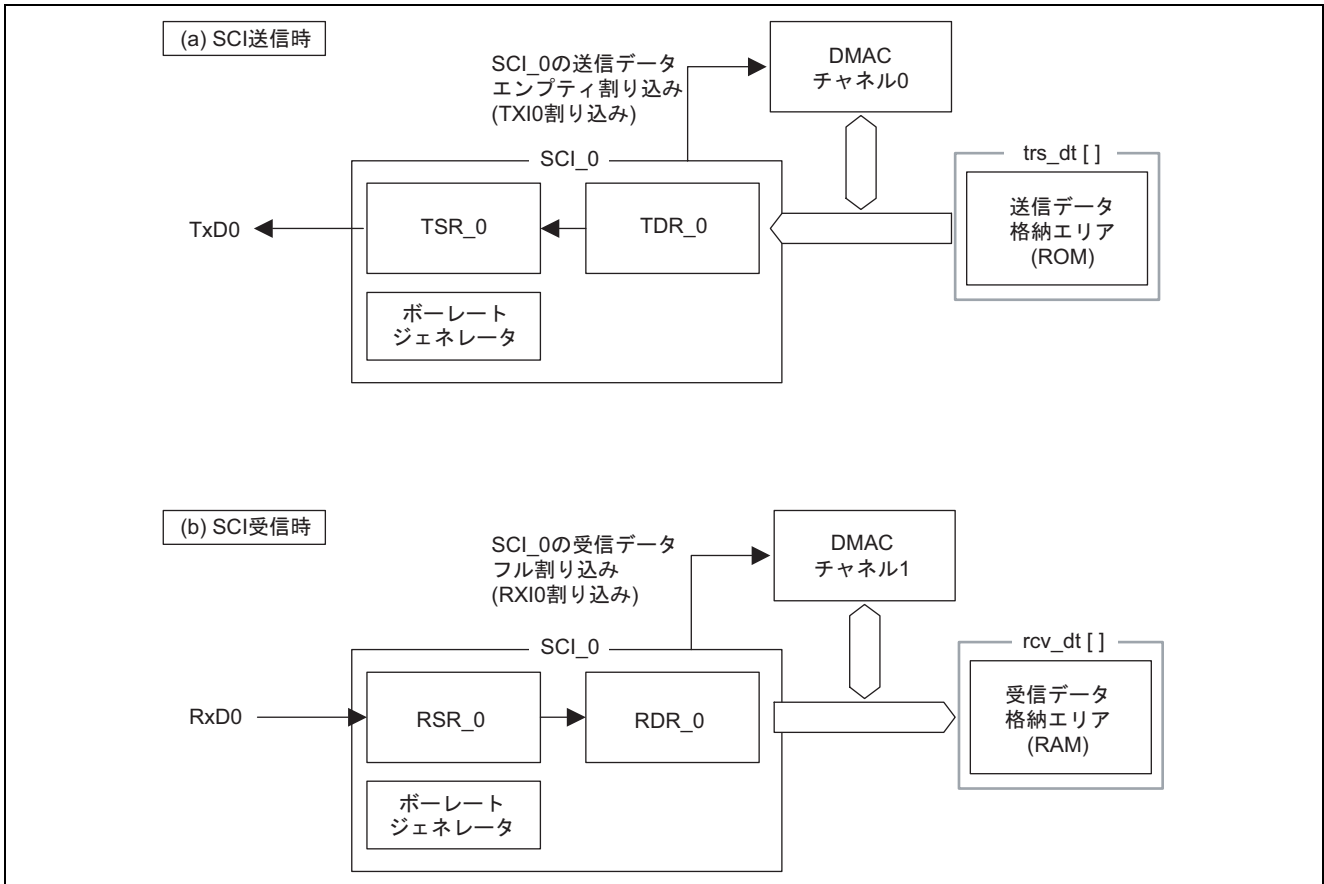 (a) SCI送信時
SCI_0の送信データ
エンプティ割り込み
(TXI0割り込み)
DMAC
チャネル0
SCI_0
trs_dt [ ]
TxD0
TSR_0
TDR_0
送信データ
格納エリア
(ROM)
ボーレート
ジェネレータ
(b) SCI受信時
SCI_0の受信データ
フル割り込み
(RXI0割り込み)
DMAC
チャネル1
SCI_0
rcv_dt [ ]
RxD0
RSR_0
RDR_0
受信データ
格納エリア
(RAM)
ボーレート
ジェネレータ